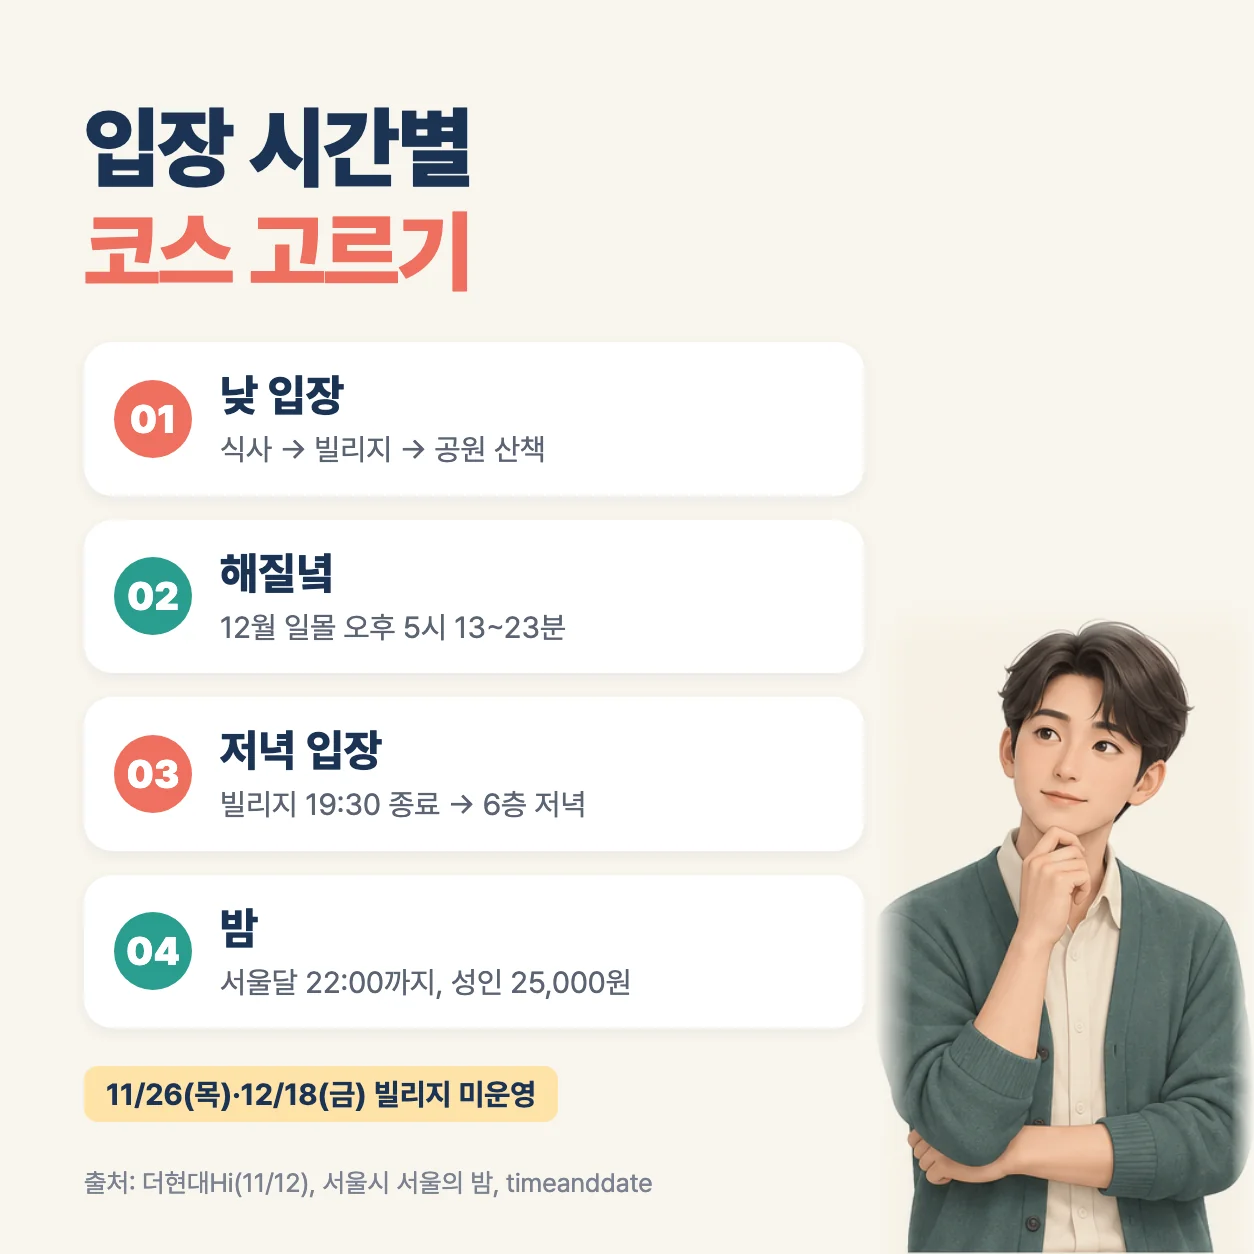 입장 시간별
코스 고르기
01
낮 입장
식사 → 빌리지 → 공원 산책
02
해질녘
12월 일몰 오후 5시 13~23분
03
저녁 입장
빌리지 19:30 종료 → 6층 저녁
04
밤
서울달 22:00까지, 성인 25,000원
11/26(목)·12/18(금) 빌리지 미운영
출처: 더현대Hi(11/12), 서울시 서울의 밤, timeanddate